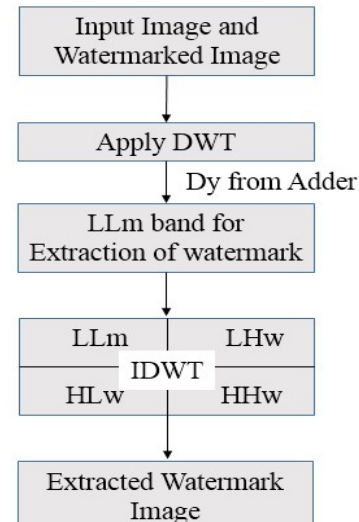 Input Image and
Watermarked Image
Apply DWT
Dy from Adder
LLm band for
Extraction of watermark
LLm LHw
IDWT
HLw HHw
Extracted Watermark
Image